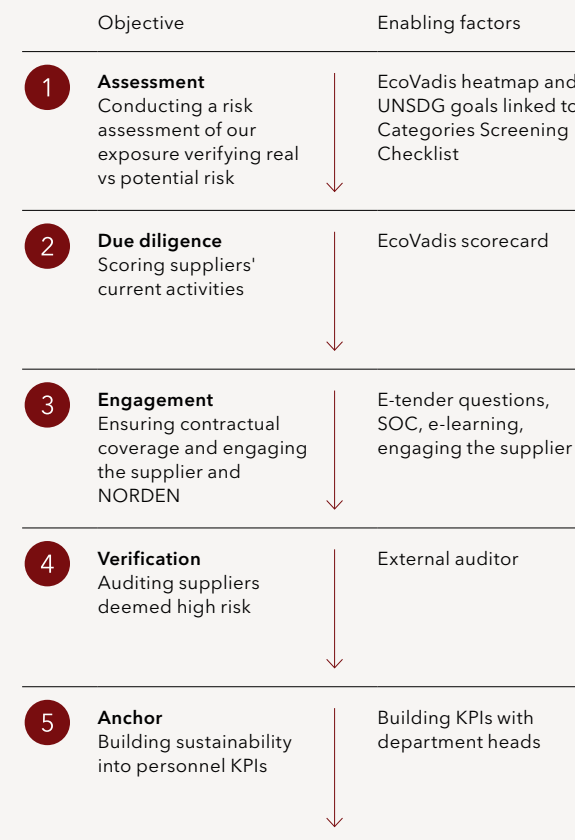 Objective
Enabling factors
1
Assessment
Conducting a risk
assessment of our
exposure verifying real
vs potential risk
EcoVadis heatmap and
UNSDG goals linked to
Categories Screening
Checklist
2
Due diligence
Scoring suppliers'
current activities
EcoVadis scorecard
3
Engagement
Ensuring contractual
coverage and engaging
the supplier and
NORDEN
E-tender questions,
SOC, e-learning,
engaging the supplier
4
Verification
Auditing suppliers
deemed high risk
External auditor
5
Anchor
Building sustainability
into personnel KPIs
Building KPIs with
department heads